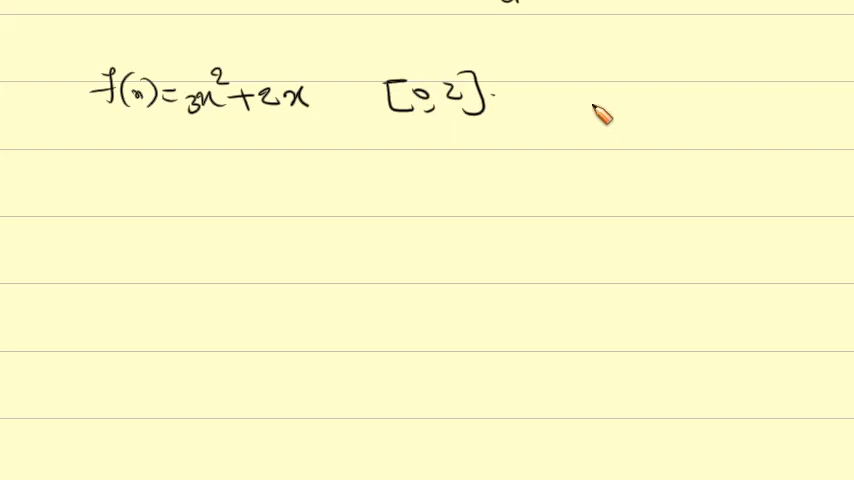 f(x) = 3x² + 2x [0, 2].